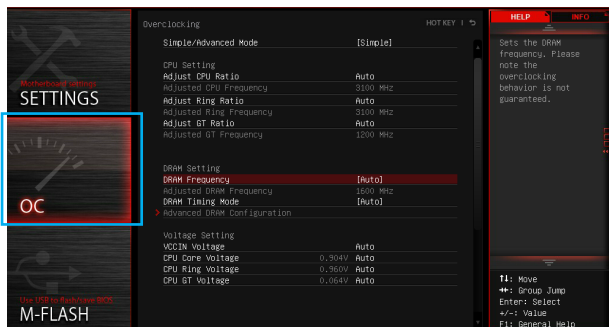 Motherboard settings
SETTINGS
OC
Use USB to flash/save BIOS
M-FLASH
Overclocking
HOT KEY
Simple/Advanced Mode [Simple]
CPU Setting
Adjust CPU Ratio Auto
Adjusted CPU Frequency 3100 MHz
Adjust Ring Ratio Auto
Adjusted Ring Frequency 3100 MHz
Adjust GT Ratio Auto
Adjusted GT Frequency 1200 MHz
DRAM Setting
DRAM Frequency [Auto]
Adjusted DRAM Frequency 1600 MHz
DRAM Timing Mode [Auto]
> Advanced DRAM Configuration
Voltage Setting
VCCIN Voltage Auto
CPU Core Voltage 0.904V Auto
CPU Ring Voltage 0.960V Auto
CPU GT Voltage 0.064V Auto
HELP
INFO
Sets the DRAM
frequency. Please
note the
overclocking
behavior is not
guaranteed.
↑↓: Move
→←: Group Jump
Enter: Select
+/-: Value
F1: General Help